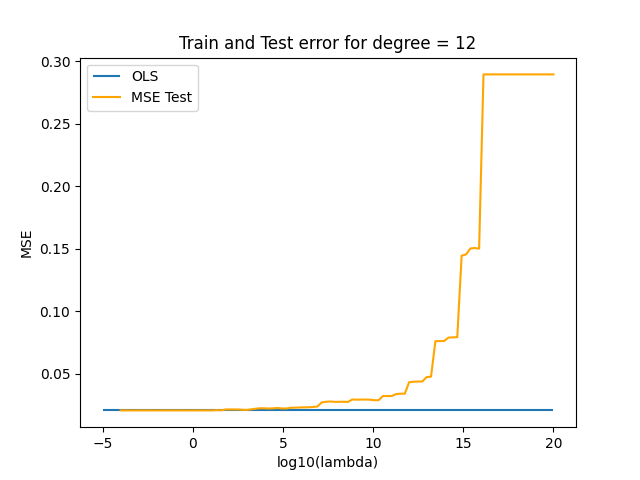 Train and Test error for degree = 12
OLS
MSE Test
0.30
0.25
0.20
0.15
0.10
0.05
MSE
−5
0
5
10
15
20
log10(lambda)